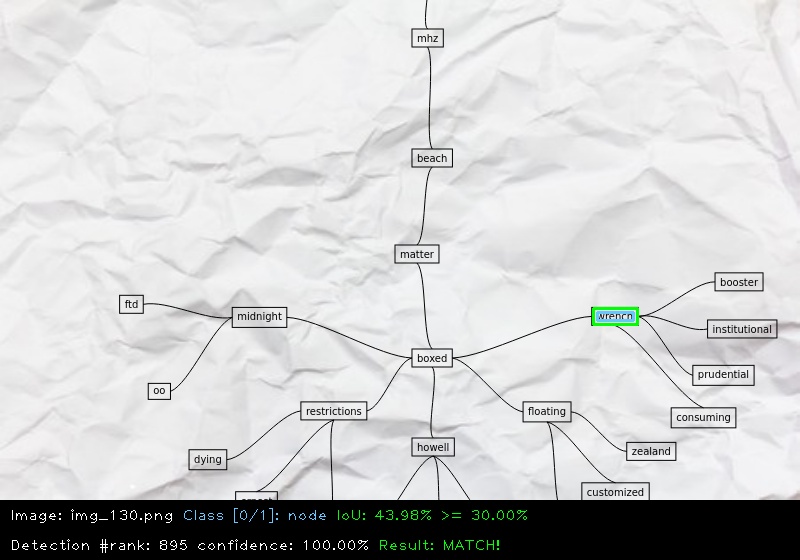 mhz
beach
matter
booster
ftd
midnight
wrench
institutional
boxed
prudential
oo
restrictions
floating
consuming
howell
zealand
dying
customized
Image: img_130.png Class [0/1]: node IoU: 43.98% >= 30.00%
Detection #rank: 895 confidence: 100.00% Result: MATCH!